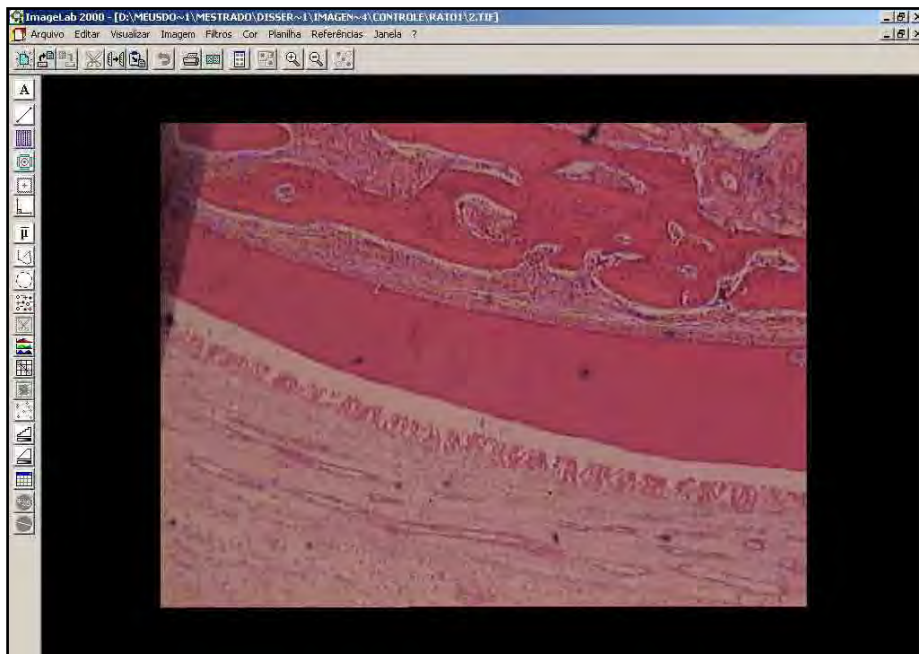 ImageLab 2000 - [D:\MEUSDO~1\MESTRADO\DISSER~1\IMAGEN~4\CONTROLE\RATO1\2.TIF]
Arquivo Editar Visualizar Imagem Filtros Cor Planilha Referências Janela ?
A
μ